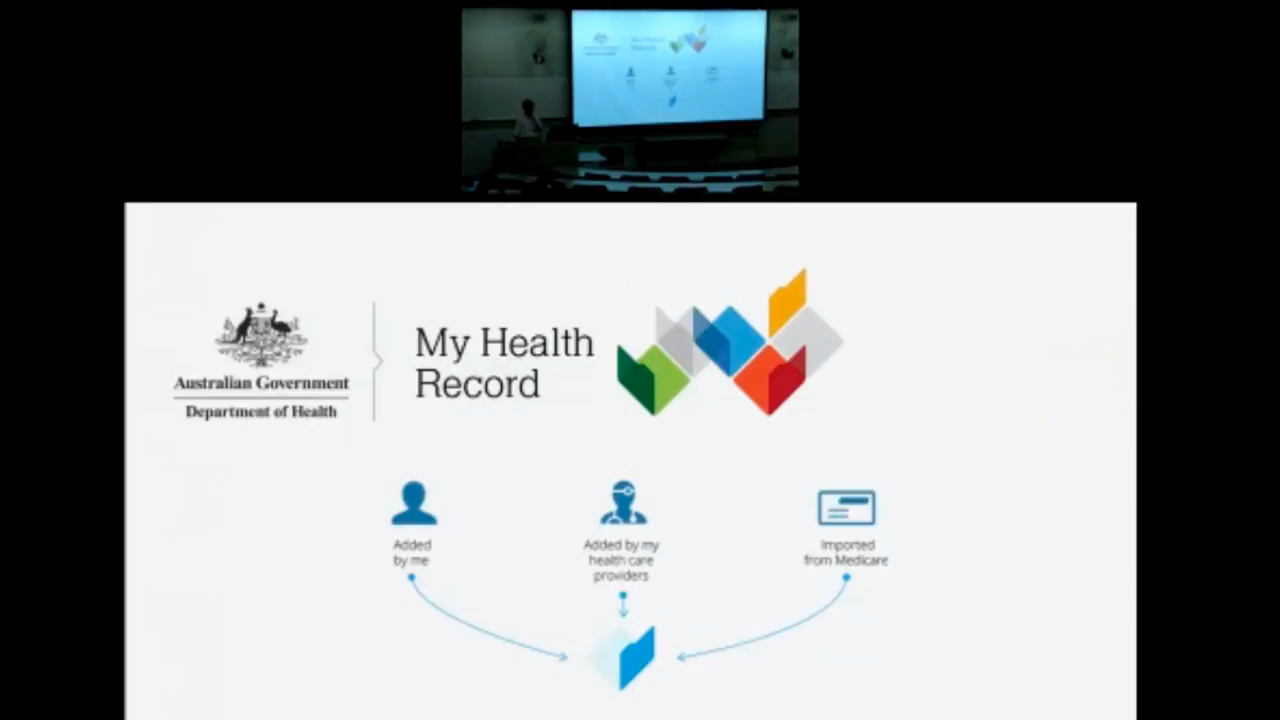 Australian Government
Department of Health
My Health
Record
Added
by me
Added by my
health care
providers
Imported
from Medicare